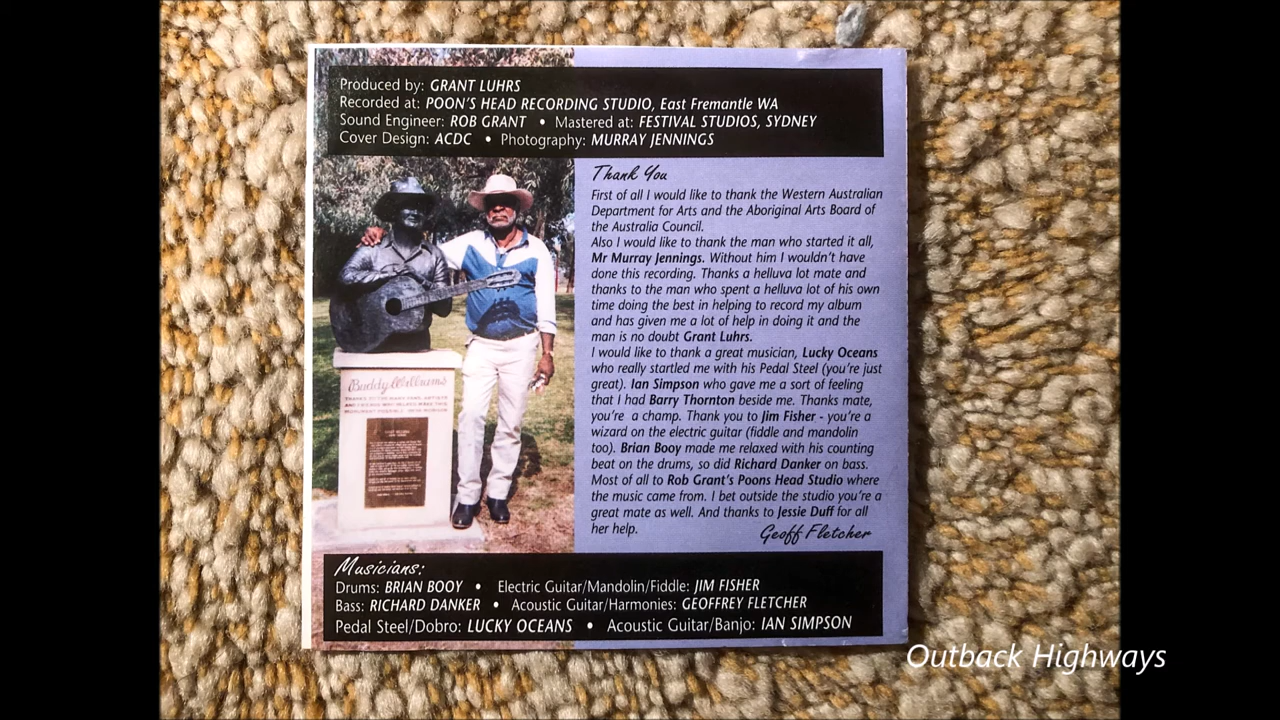 Produced by: GRANT LUHRS
Recorded at: POON'S HEAD RECORDING STUDIO, East Fremantle WA
Sound Engineer: ROB GRANT • Mastered at: FESTIVAL STUDIOS, SYDNEY
Cover Design: ACDC • Photography: MURRAY JENNINGS
Thank You
First of all I would like to thank the Western Australian
Department for Arts and the Aboriginal Arts Board of
the Australia Council.
Also I would like to thank the man who started it all,
Mr Murray Jennings. Without him I wouldn't have
done this recording. Thanks a helluva lot mate and
thanks to the man who spent a helluva lot of his own
time doing the best in helping to record my album
and has given me a lot of help in doing it and the
man is no doubt Grant Luhrs.
I would like to thank a great musician, Lucky Oceans
who really startled me with his Pedal Steel (you're just
great). Ian Simpson who gave me a sort of feeling
that I had Barry Thornton beside me. Thanks mate,
you're a champ. Thank you to Jim Fisher - you're a
wizard on the electric guitar (fiddle and mandolin
too). Brian Booy made me relaxed with his counting
beat on the drums, so did Richard Danker on bass.
Most of all to Rob Grant's Poons Head Studio where
the music came from. I bet outside the studio you're a
great mate as well. And thanks to Jessie Duff for all
her help.
Geoff Fletcher
Buddy Williams
Musicians:
Drums: BRIAN BOOY • Electric Guitar/Mandolin/Fiddle: JIM FISHER
Bass: RICHARD DANKER • Acoustic Guitar/Harmonies: GEOFFREY FLETCHER
Pedal Steel/Dobro: LUCKY OCEANS • Acoustic Guitar/Banjo: IAN SIMPSON
Outback Highways